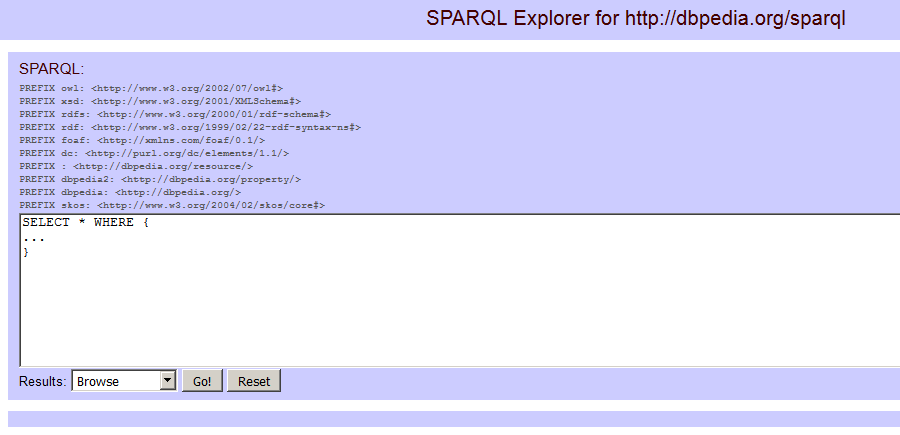 SPARQL Explorer for http://dbpedia.org/sparql
SPARQL:
PREFIX owl: <http://www.w3.org/2002/07/owl#>
PREFIX xsd: <http://www.w3.org/2001/XMLSchema#>
PREFIX rdfs: <http://www.w3.org/2000/01/rdf-schema#>
PREFIX rdf: <http://www.w3.org/1999/02/22-rdf-syntax-ns#>
PREFIX foaf: <http://xmlns.com/foaf/0.1/>
PREFIX dc: <http://purl.org/dc/elements/1.1/>
PREFIX : <http://dbpedia.org/resource/>
PREFIX dbpedia2: <http://dbpedia.org/property/>
PREFIX dbpedia: <http://dbpedia.org/>
PREFIX skos: <http://www.w3.org/2004/02/skos/core#>
SELECT * WHERE {
...
}
Results: Browse Go! Reset